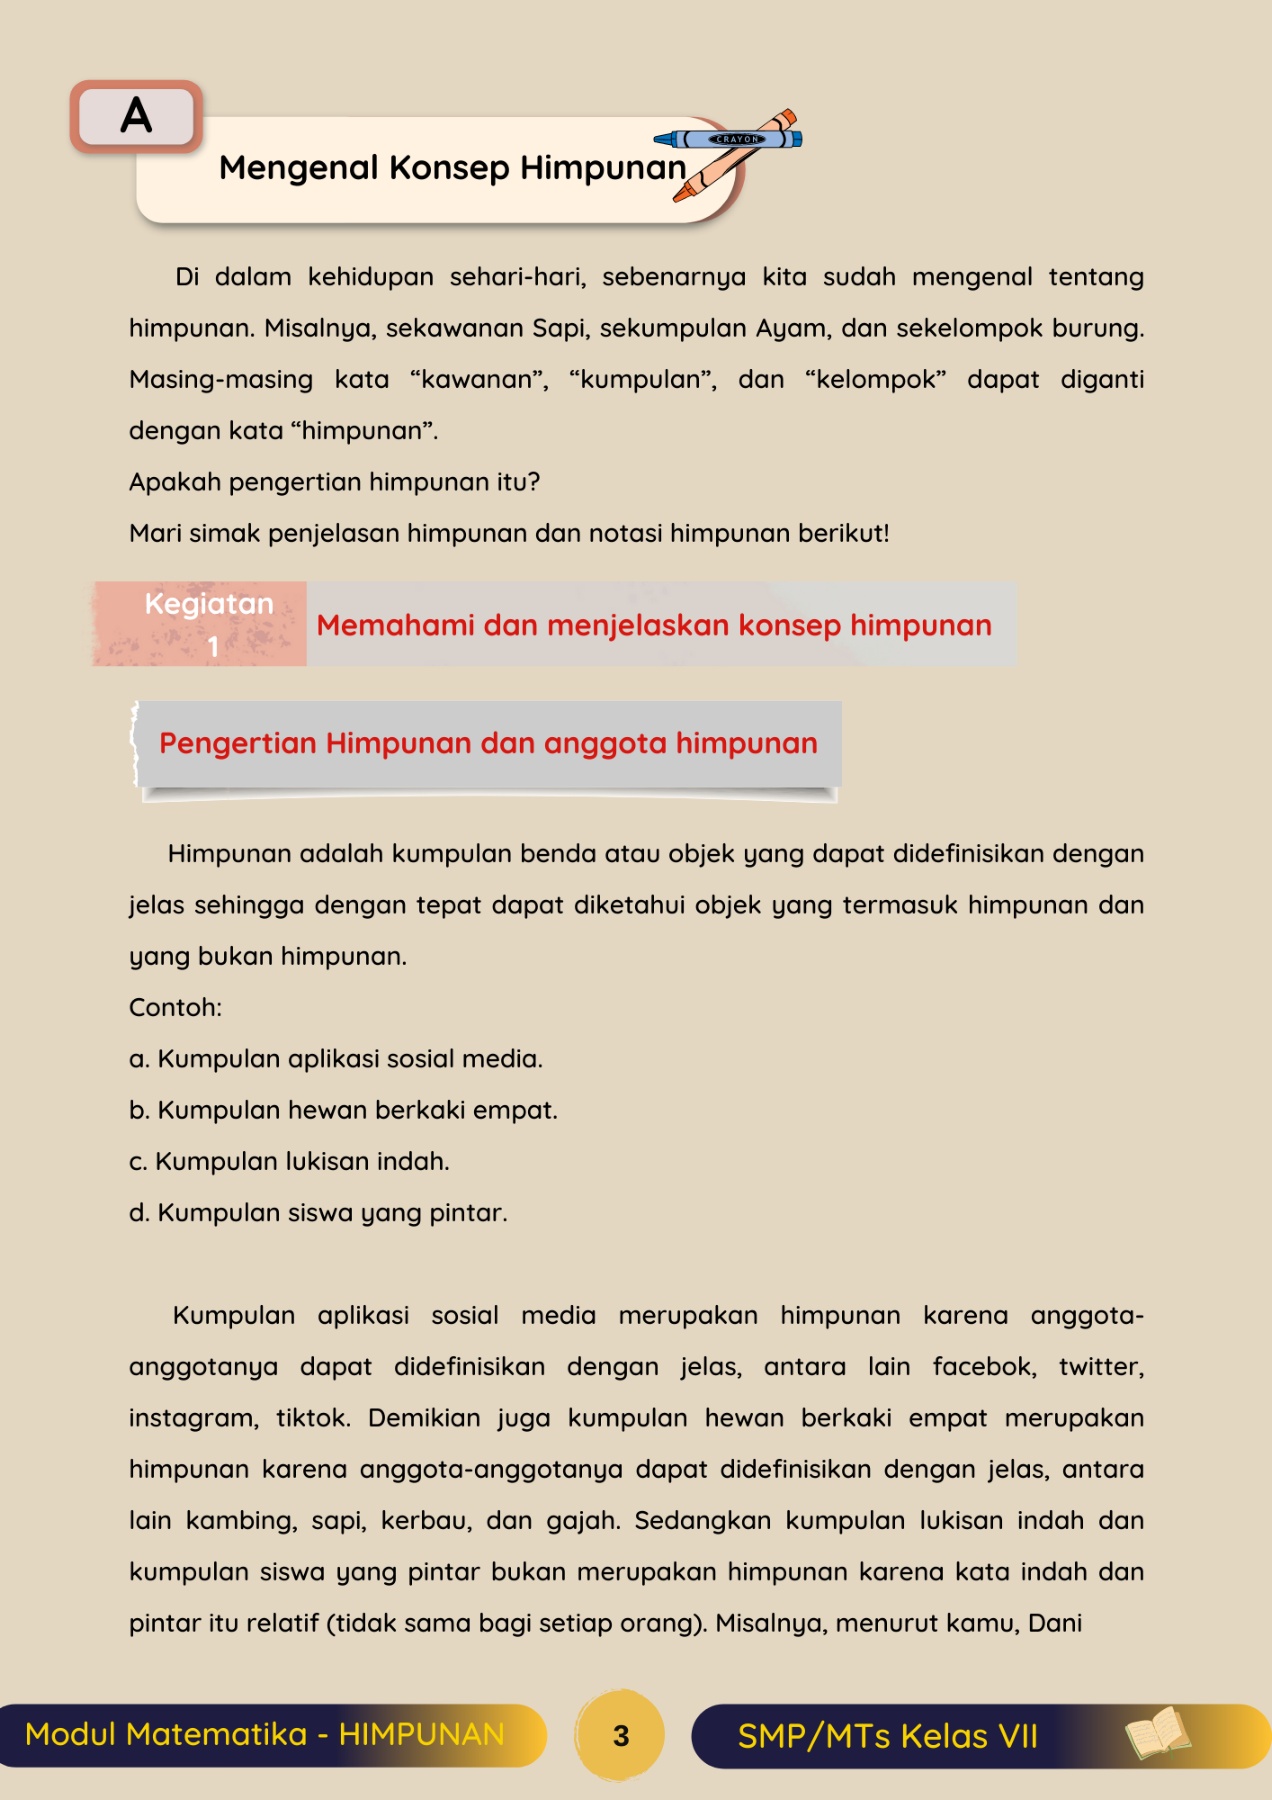 A
CRAYON
Mengenal Konsep Himpunan
Di dalam kehidupan sehari-hari, sebenarnya kita sudah mengenal tentang
himpunan. Misalnya, sekawanan Sapi, sekumpulan Ayam, dan sekelompok burung.
Masing-masing kata “kawanan”, “kumpulan”, dan “kelompok” dapat diganti
dengan kata “himpunan”.
Apakah pengertian himpunan itu?
Mari simak penjelasan himpunan dan notasi himpunan berikut!
Kegiatan
1
Memahami dan menjelaskan konsep himpunan
Pengertian Himpunan dan anggota himpunan
Himpunan adalah kumpulan benda atau objek yang dapat didefinisikan dengan
jelas sehingga dengan tepat dapat diketahui objek yang termasuk himpunan dan
yang bukan himpunan.
Contoh:
a. Kumpulan aplikasi sosial media.
b. Kumpulan hewan berkaki empat.
c. Kumpulan lukisan indah.
d. Kumpulan siswa yang pintar.
Kumpulan aplikasi sosial media merupakan himpunan karena anggota-
anggotanya dapat didefinisikan dengan jelas, antara lain facebok, twitter,
instagram, tiktok. Demikian juga kumpulan hewan berkaki empat merupakan
himpunan karena anggota-anggotanya dapat didefinisikan dengan jelas, antara
lain kambing, sapi, kerbau, dan gajah. Sedangkan kumpulan lukisan indah dan
kumpulan siswa yang pintar bukan merupakan himpunan karena kata indah dan
pintar itu relatif (tidak sama bagi setiap orang). Misalnya, menurut kamu, Dani
Modul Matematika - HIMPUNAN
3
SMP/MTs Kelas VII